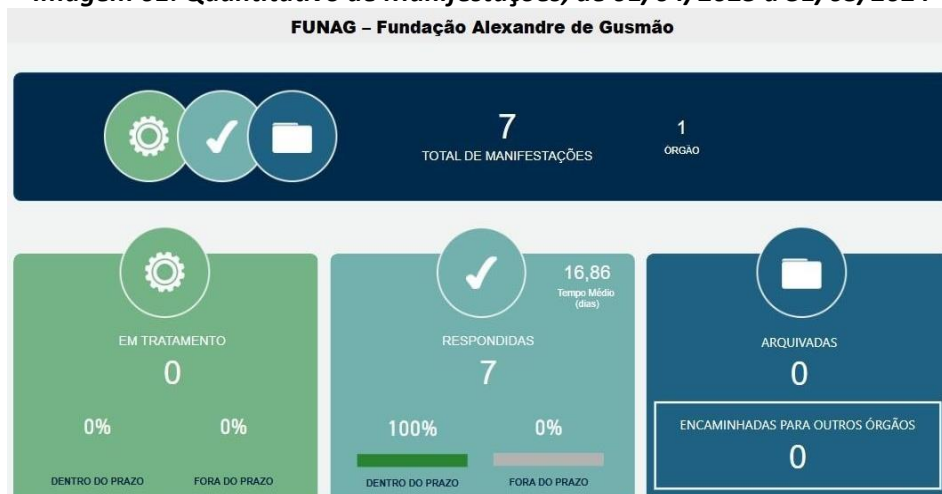 FUNAG – Fundação Alexandre de Gusmão
7
TOTAL DE MANIFESTAÇÕES
1
ÓRGÃO
EM TRATAMENTO
0
0%
0%
DENTRO DO PRAZO
FORA DO PRAZO
16,86
Tempo Médio
(dias)
RESPONDIDAS
7
100%
0%
DENTRO DO PRAZO
FORA DO PRAZO
ARQUIVADAS
0
ENCAMINHADAS PARA OUTROS ÓRGÃOS
0